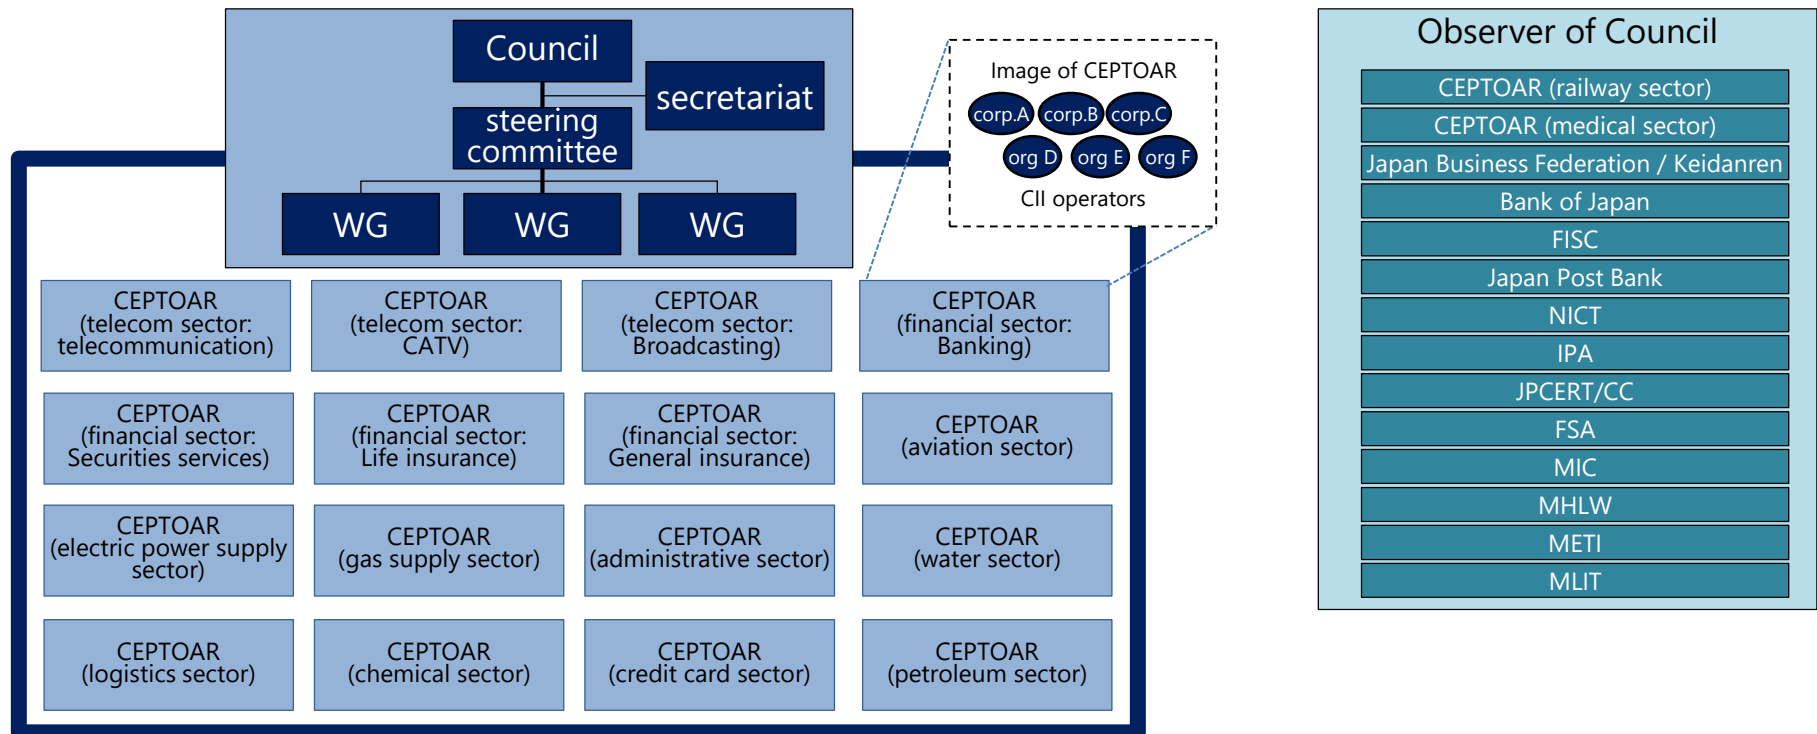 Council
secretariat
steering
committee
WG
WG
WG
Image of CEPTOAR
corp.A
corp.B
corp.C
org D
org E
org F
CII operators
CEPTOAR
(telecom sector:
telecommunication)
CEPTOAR
(telecom sector:
CATV)
CEPTOAR
(telecom sector:
Broadcasting)
CEPTOAR
(financial sector:
Banking)
CEPTOAR
(financial sector:
Securities services)
CEPTOAR
(financial sector:
Life insurance)
CEPTOAR
(financial sector:
General insurance)
CEPTOAR
(aviation sector)
CEPTOAR
(electric power supply
sector)
CEPTOAR
(gas supply sector)
CEPTOAR
(administrative sector)
CEPTOAR
(water sector)
CEPTOAR
(logistics sector)
CEPTOAR
(chemical sector)
CEPTOAR
(credit card sector)
CEPTOAR
(petroleum sector)
Observer of Council
CEPTOAR (railway sector)
CEPTOAR (medical sector)
Japan Business Federation / Keidanren
Bank of Japan
FISC
Japan Post Bank
NICT
IPA
JPCERT/CC
FSA
MIC
MHLW
METI
MLIT